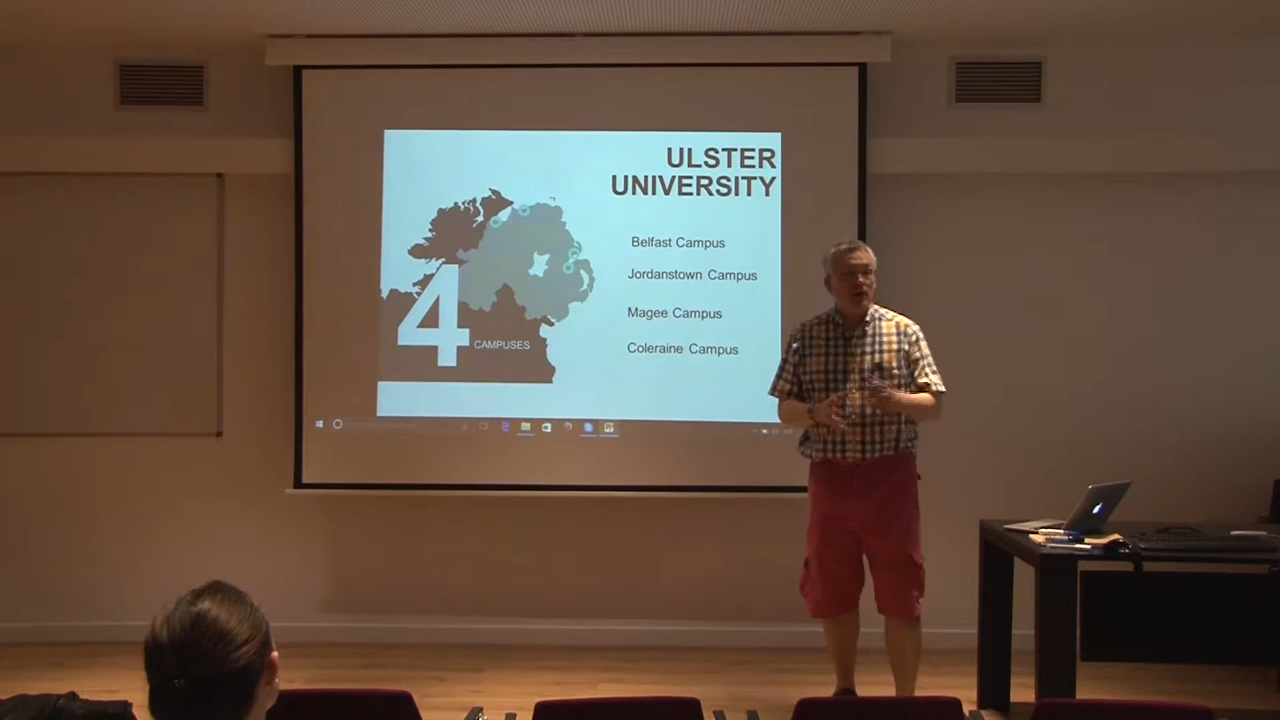 ULSTER
UNIVERSITY
Belfast Campus
Jordanstown Campus
Magee Campus
Coleraine Campus
4
CAMPUSES